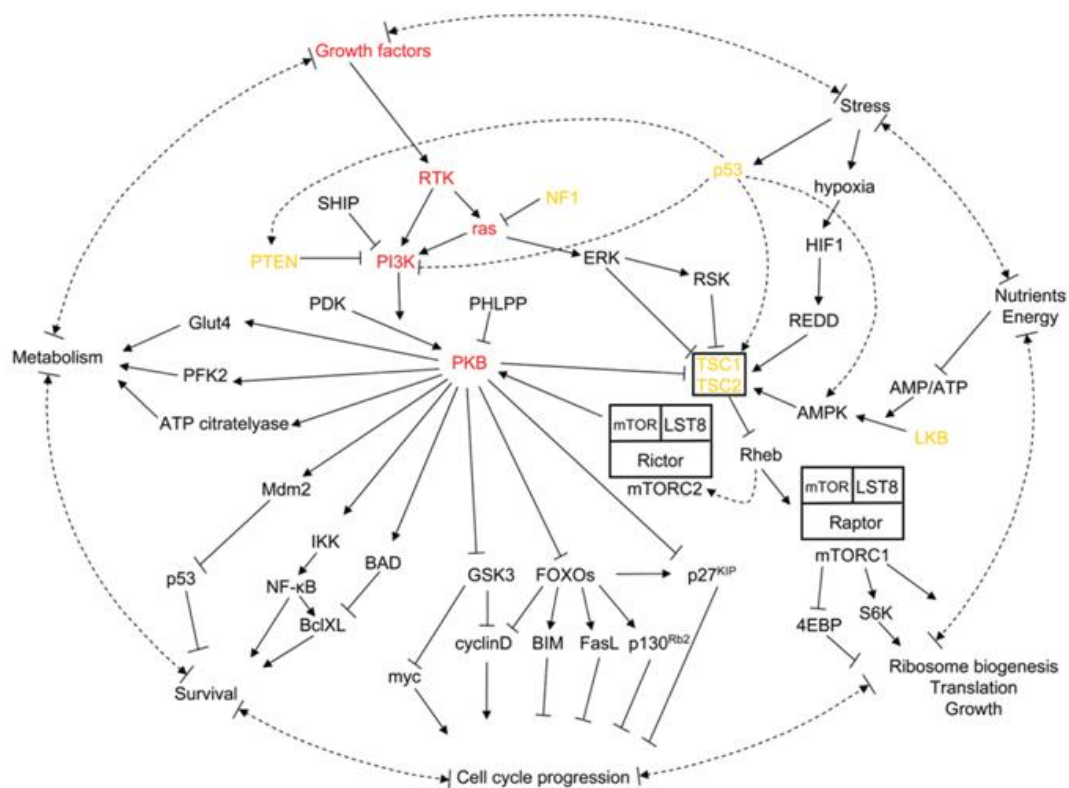 Growth factors
Stress
RTK
p53
NF1
hypoxia
SHIP
ras
PTEN
PI3K
ERK
HIF1
RSK
Nutrients
Energy
PDK
PHLPP
REDD
Glut4
Metabolism
PKB
TSC1
TSC2
PFK2
AMP/ATP
ATP citratelyase
AMPK
LKB
mTOR
LST8
Rictor
mTORC2
Rheb
mTOR
LST8
Raptor
mTORC1
Mdm2
IKK
BAD
p53
NF-κB
GSK3
FOXOs
p27KIP
BclXL
4EBP
S6K
cyclinD
BIM
FasL
p130Rb2
myc
Survival
Ribosome biogenesis
Translation
Growth
Cell cycle progression